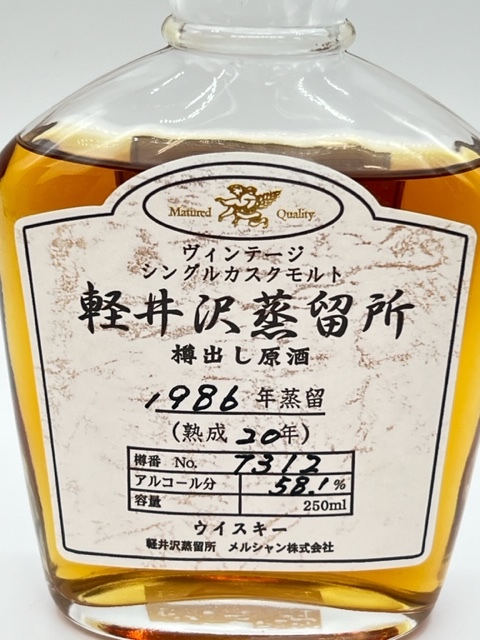 Matured Quality.
ヴィンテージ
シングルカスクモルト
軽井沢蒸留所
樽出し原酒
1986 年蒸留
(熟成 20年)
樽番 No. 7312
アルコール分 58.1%
容量 250ml
ウイスキー
軽井沢蒸留所 メルシャン株式会社